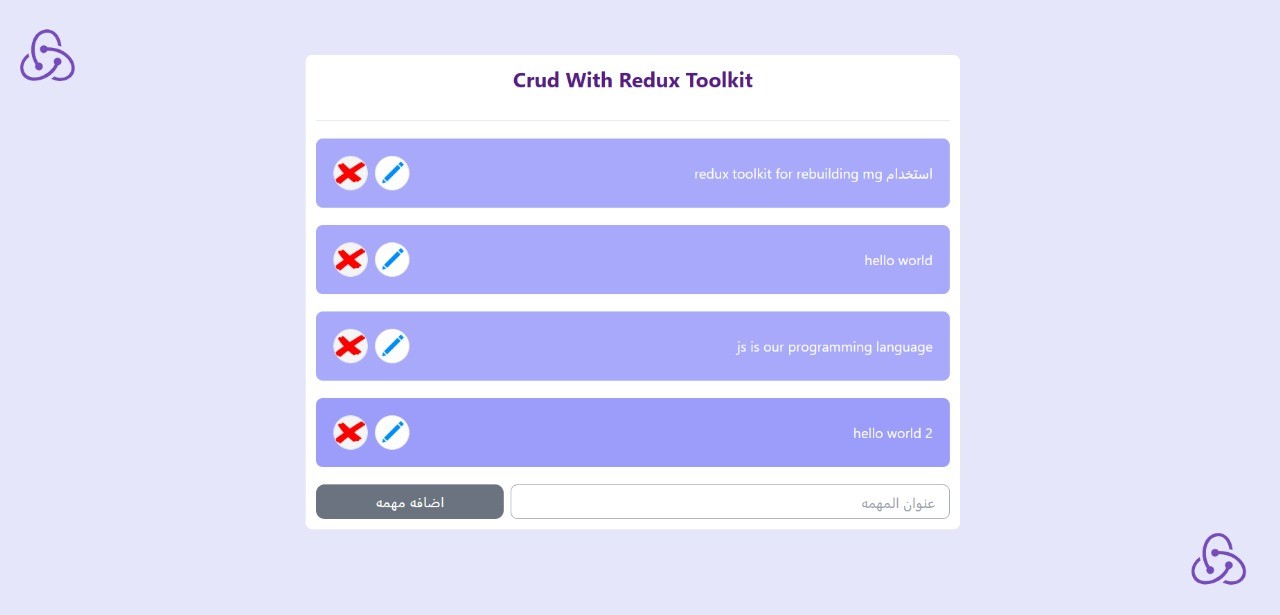 Crud With Redux Toolkit
استخدام redux toolkit for rebuilding mg
hello world
js is our programming language
hello world 2
عنوان المهمه
اضافه مهمه